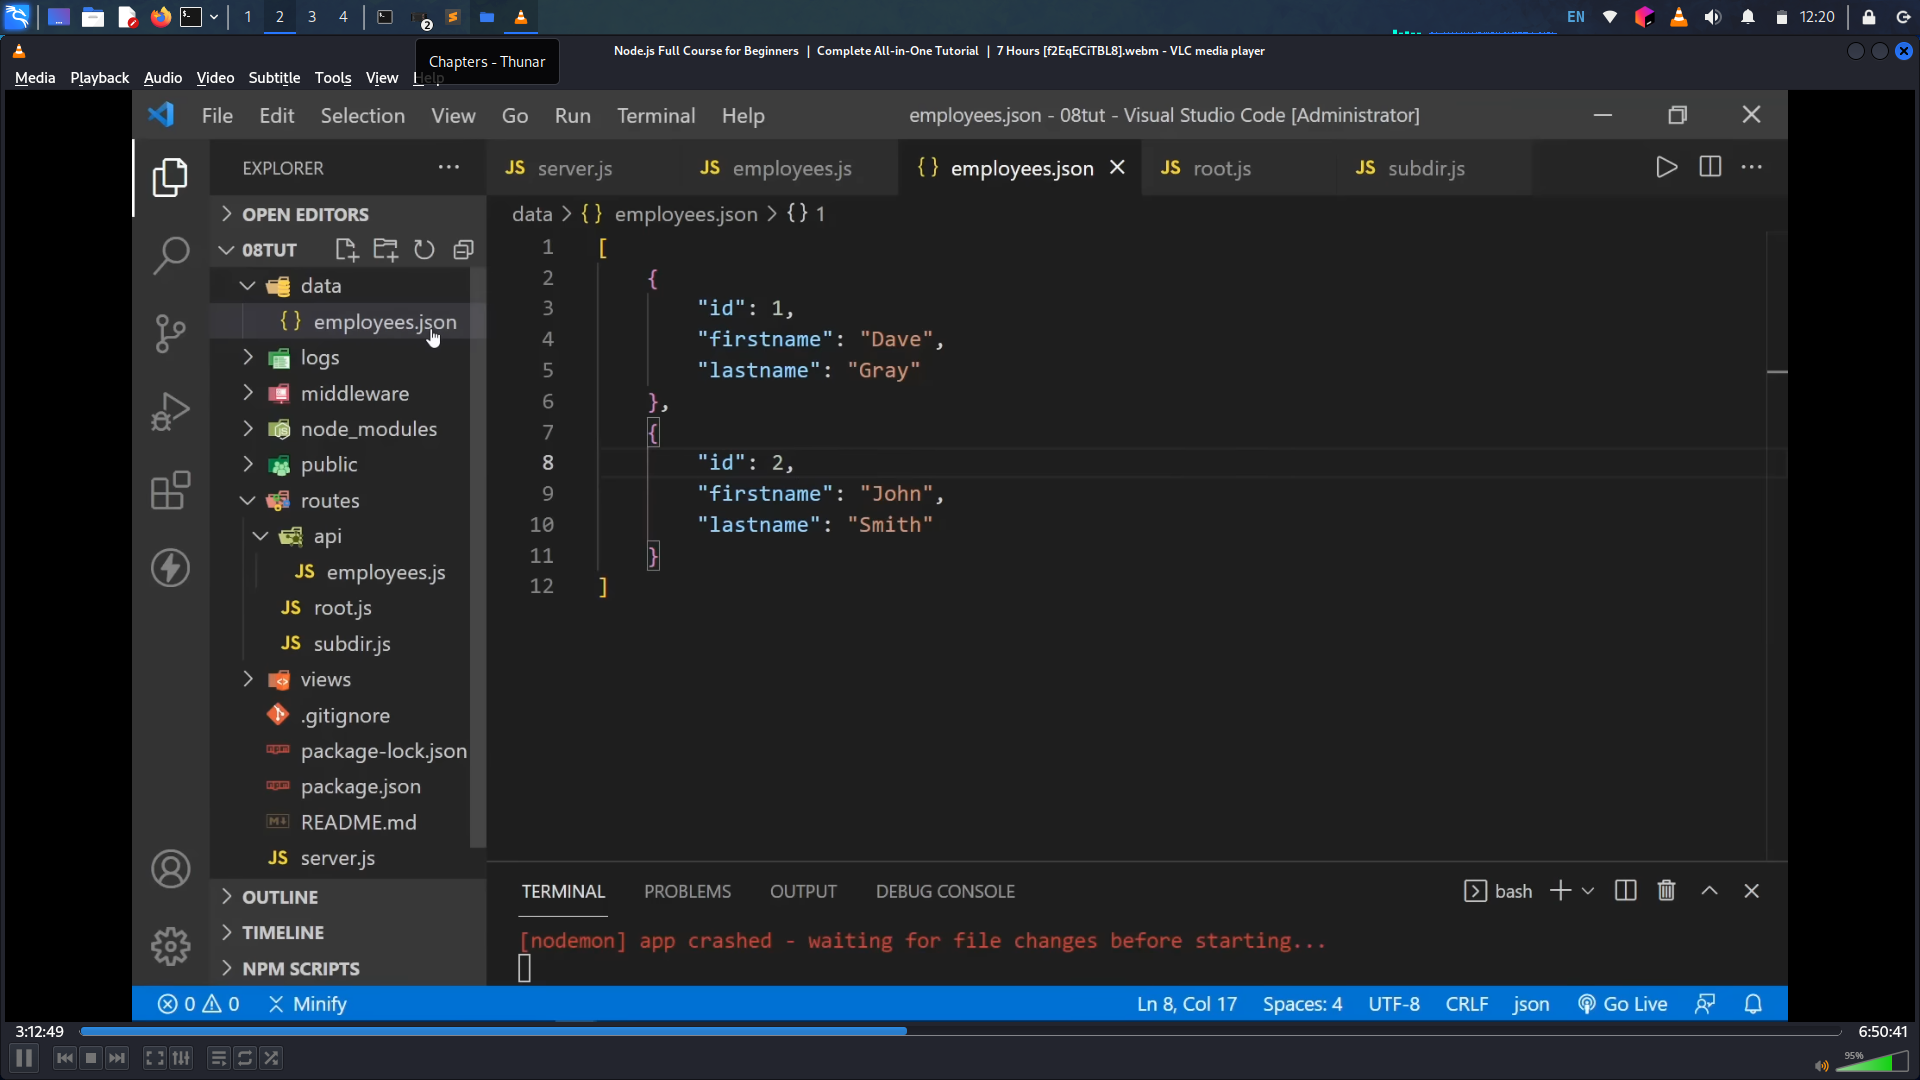 1 2 3 4 2 EN 12:20
Node.js Full Course for Beginners | Complete All-in-One Tutorial | 7 Hours [f2EqECiTBL8].webm - VLC media player
Chapters - Thunar
Media Playback Audio Video Subtitle Tools View Help
File Edit Selection View Go Run Terminal Help employees.json - 08tut - Visual Studio Code [Administrator]
EXPLORER
JS server.js JS employees.js {} employees.json JS root.js JS subdir.js
OPEN EDITORS
data > {} employees.json > {} 1
08TUT
data
{} employees.json
logs
middleware
node_modules
public
routes
api
JS employees.js
JS root.js
JS subdir.js
views
.gitignore
package-lock.json
package.json
README.md
JS server.js
OUTLINE
TIMELINE
NPM SCRIPTS
1 [
2 {
3 "id": 1,
4 "firstname": "Dave",
5 "lastname": "Gray"
6 },
7 {
8 "id": 2,
9 "firstname": "John",
10 "lastname": "Smith"
11 }
12 ]
TERMINAL PROBLEMS OUTPUT DEBUG CONSOLE bash
[nodemon] app crashed - waiting for file changes before starting...
0 0 Minify Ln 8, Col 17 Spaces: 4 UTF-8 CRLF json Go Live
3:12:49 6:50:41
95%